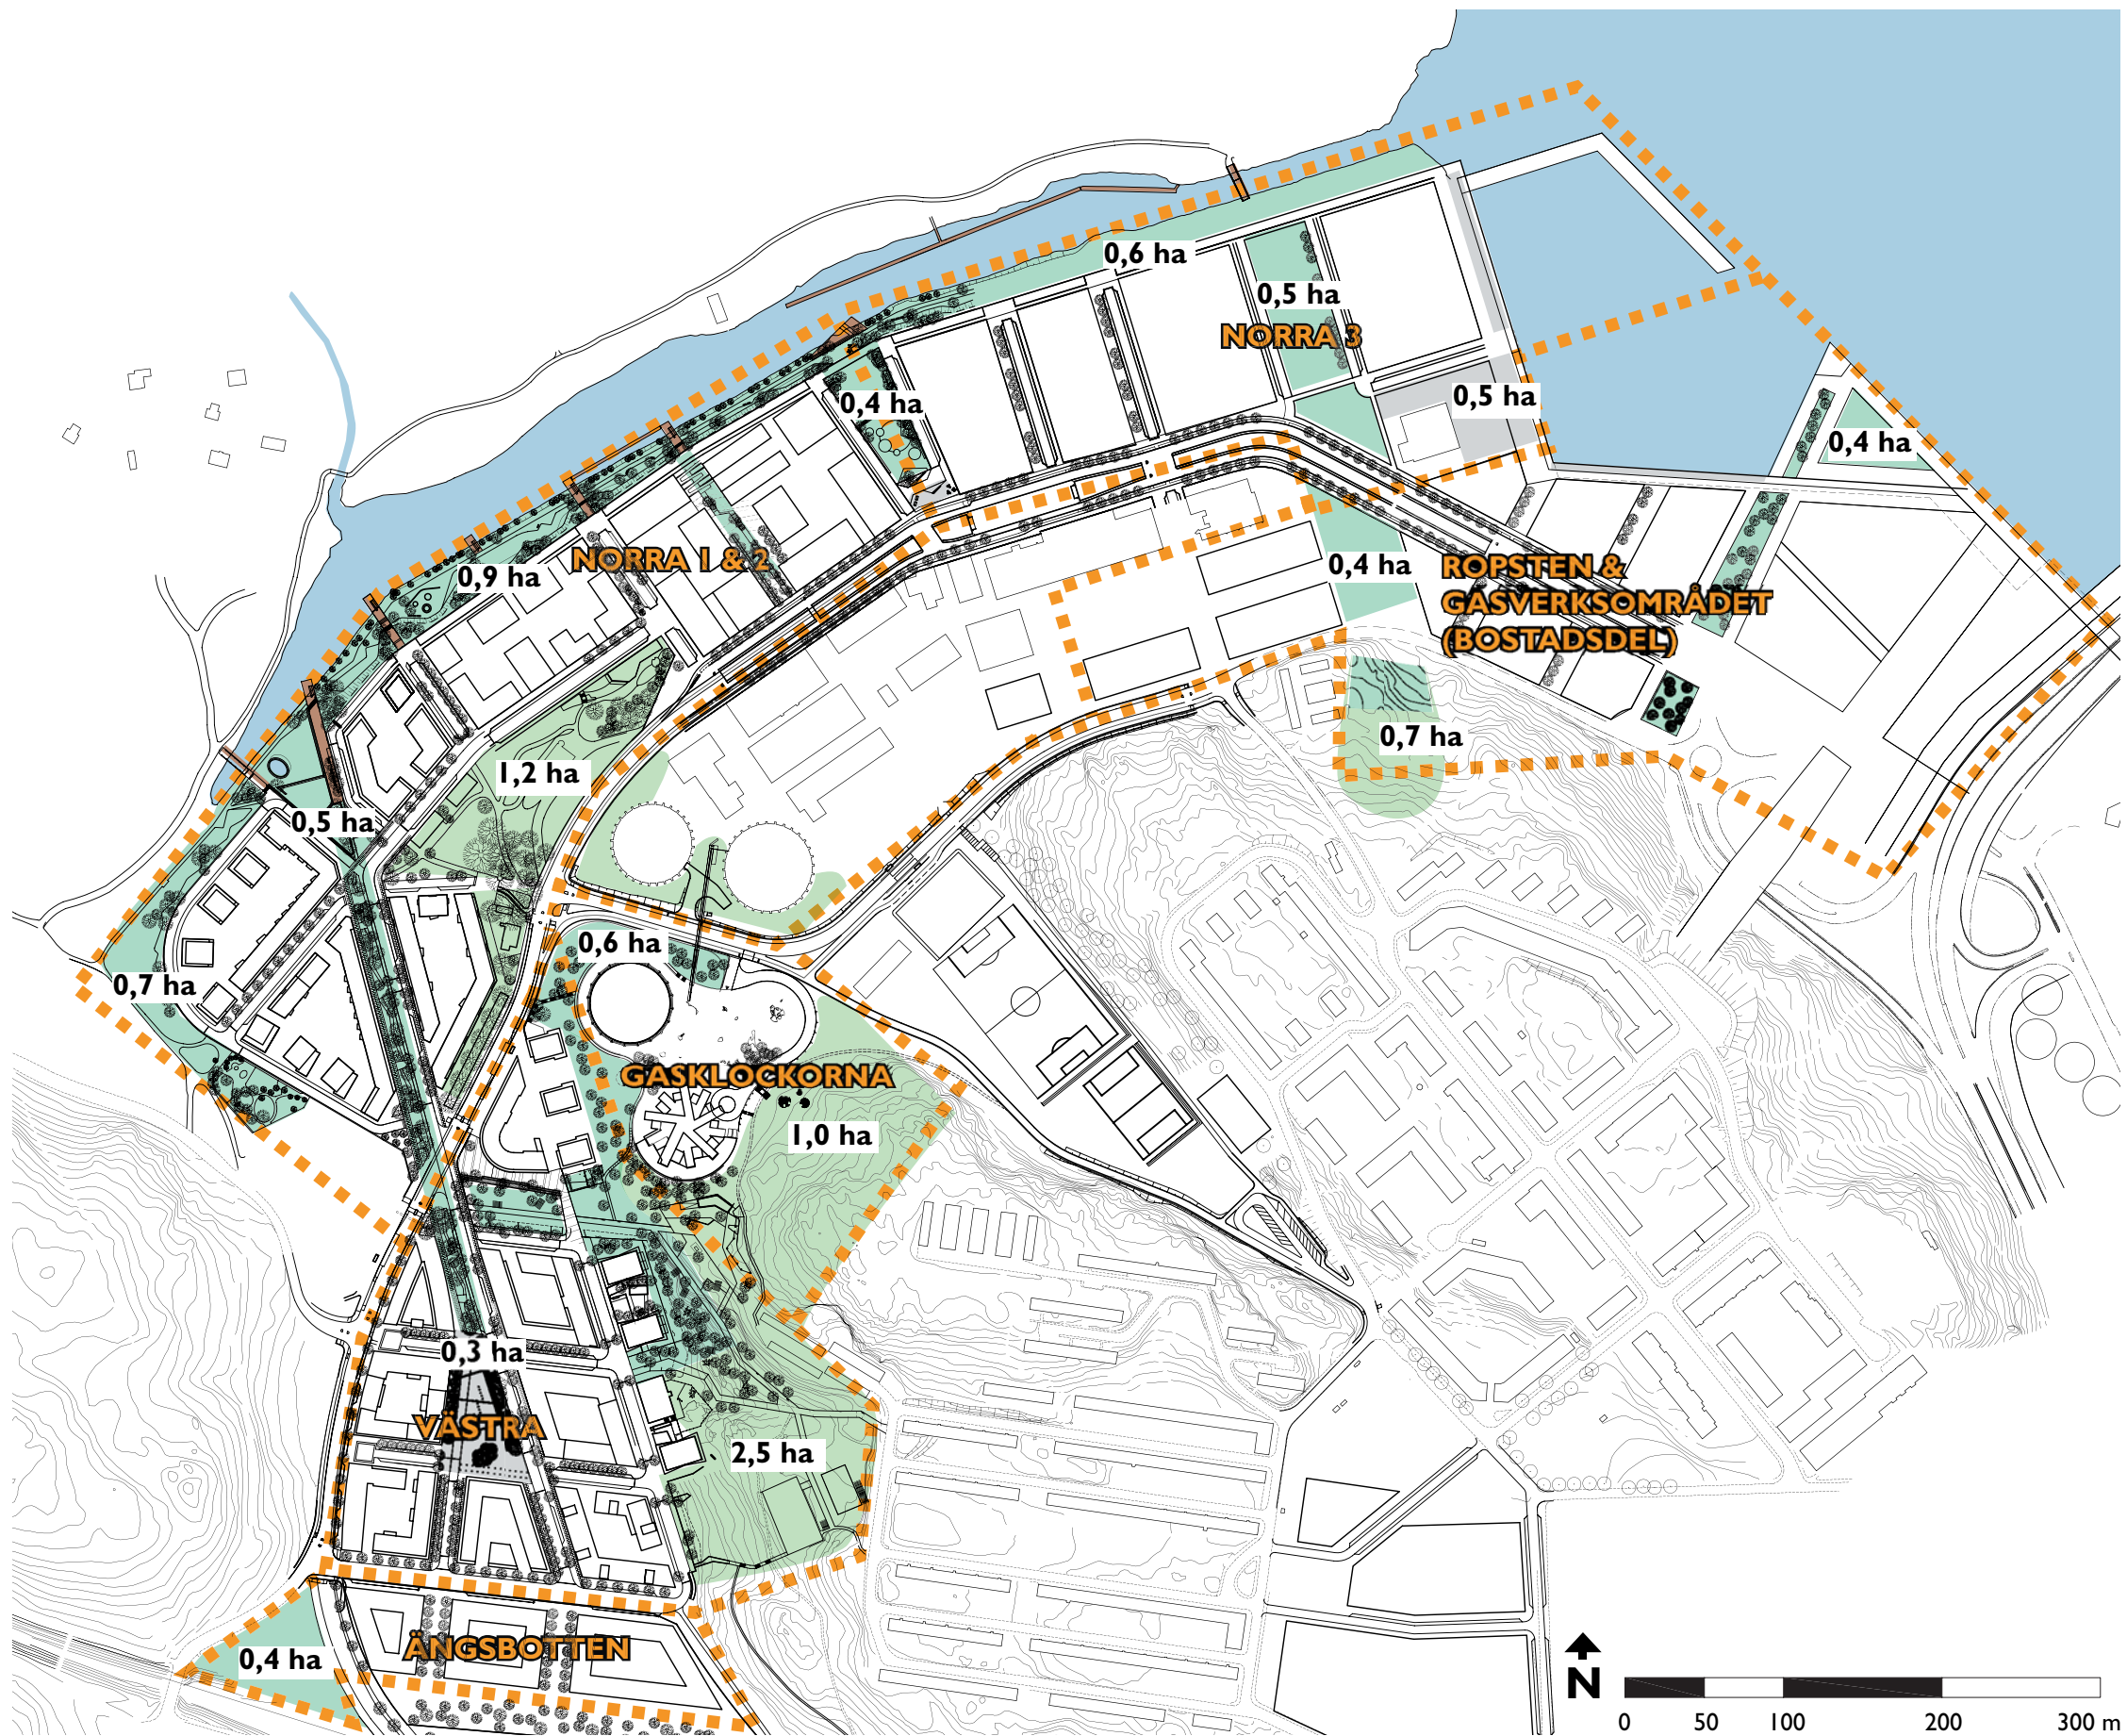 0,6 ha
0,5 ha
NORRA 3
0,4 ha
0,5 ha
0,4 ha
NORRA 1 & 2
0,9 ha
0,4 ha
ROPSTEN &
GASVERKSOMRÅDET
(BOSTADSDEL)
0,7 ha
1,2 ha
0,5 ha
0,6 ha
0,7 ha
GASKLOCKORNA
1,0 ha
0,3 ha
VÄSTRA
2,5 ha
ÄNGSBOTTEN
0,4 ha
N
0 50 100 200 300 m